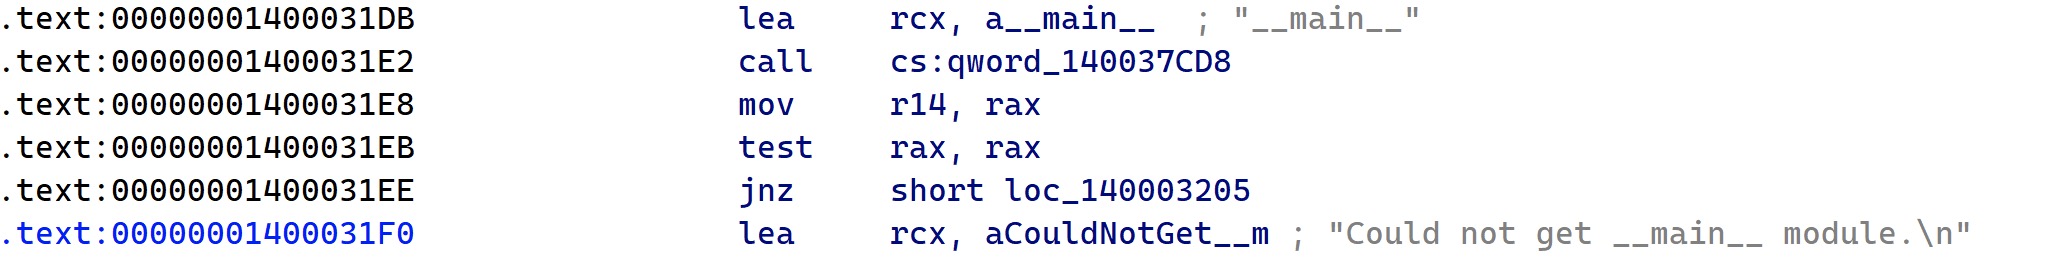 .text:00000001400031DB lea rcx, a__main__ ; "__main__"
.text:00000001400031E2 call cs:qword_140037CD8
.text:00000001400031E8 mov r14, rax
.text:00000001400031EB test rax, rax
.text:00000001400031EE jnz short loc_140003205
.text:00000001400031F0 lea rcx, aCouldNotGet__m ; "Could not get __main__ module.\n"